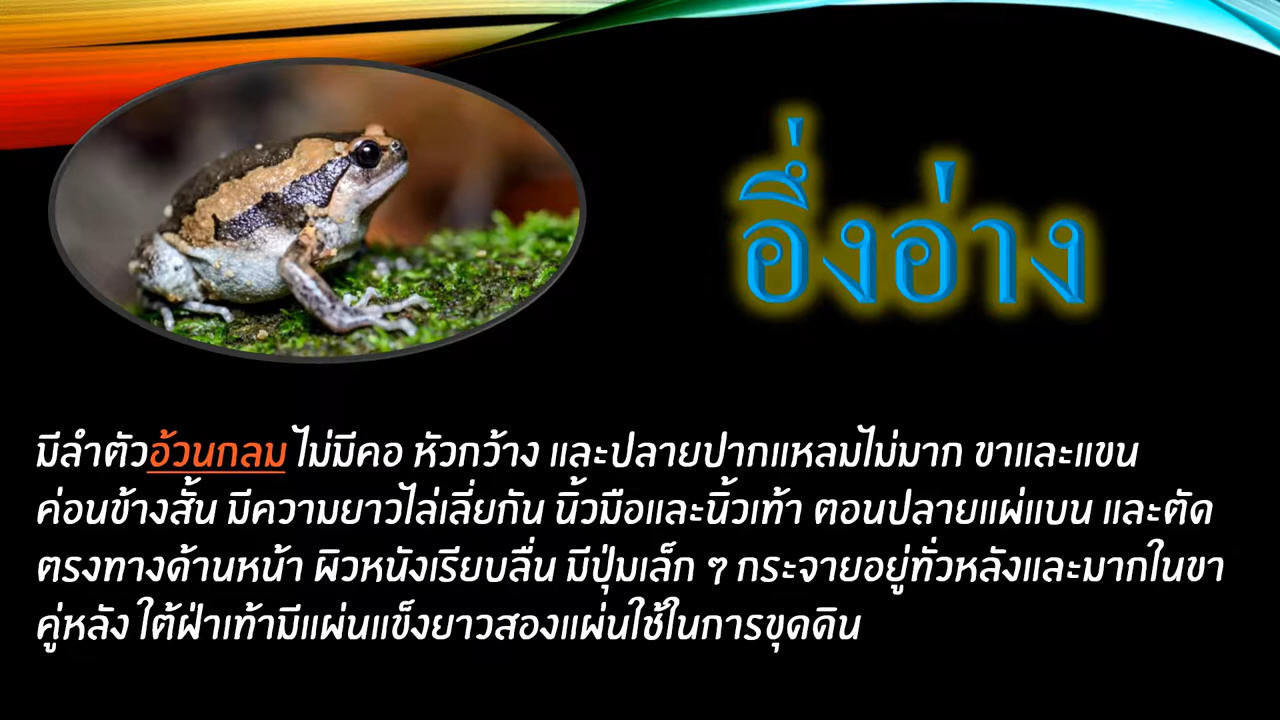 อึ่งอ่าง
มีลำตัวอ้วนกลม ไม่มีคอ หัวกว้าง และปลายปากแหลมไม่มาก ขาและแขน
ค่อนข้างสั้น มีความยาวไล่เลี่ยกัน นิ้วมือและนิ้วเท้า ตอนปลายแผ่แบน และตัด
ตรงทางด้านหน้า ผิวหนังเรียบลื่น มีปุ่มเล็ก ๆ กระจายอยู่ทั่วหลังและมากในขา
คู่หลัง ใต้ฝ่าเท้ามีแผ่นแข็งยาวสองแผ่นใช้ในการขุดดิน